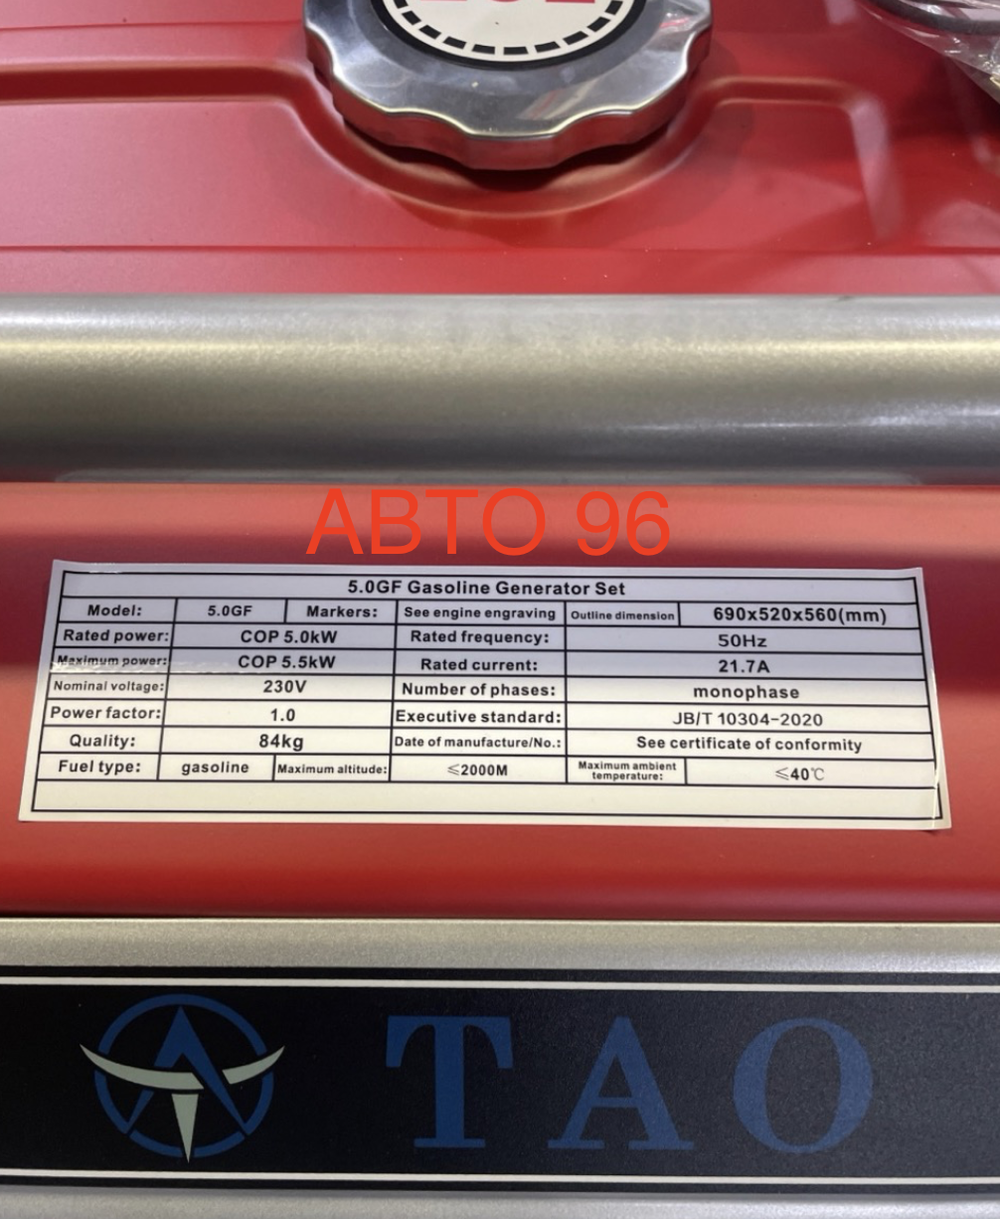 АВТО 96
5.0GF Gasoline Generator Set
Model: 5.0GF Markers: See engine engraving Outline dimension 690x520x560(mm)
Rated power: COP 5.0kW Rated frequency: 50Hz
Maximum power: COP 5.5kW Rated current: 21.7A
Nominal voltage: 230V Number of phases: monophase
Power factor: 1.0 Executive standard: JB/T 10304-2020
Quality: 84kg Date of manufacture/No.: See certificate of conformity
Fuel type: gasoline Maximum altitude: ≤2000M Maximum ambient temperature: ≤40℃
TAO